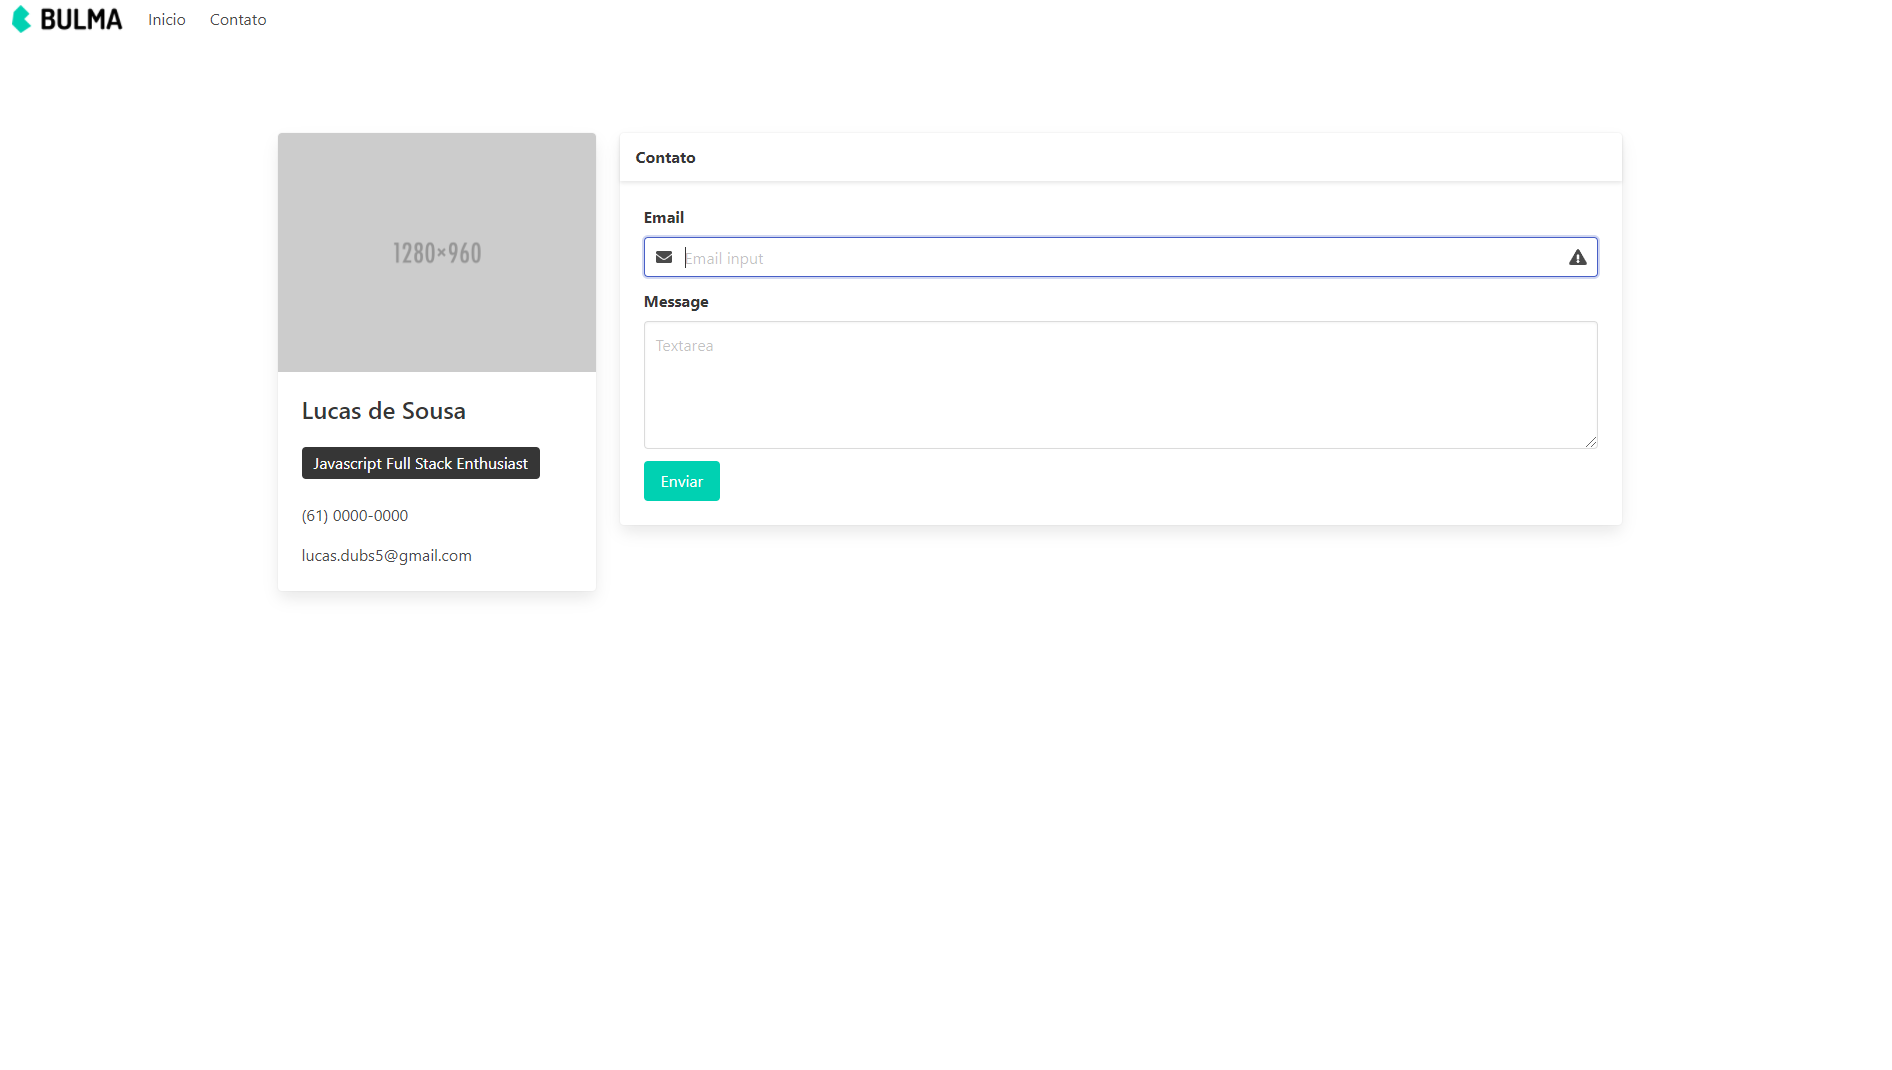 BULMA Inicio Contato
1280×960
Lucas de Sousa
Javascript Full Stack Enthusiast
(61) 0000-0000
lucas.dubs5@gmail.com
Contato
Email
Email input
Message
Textarea
Enviar